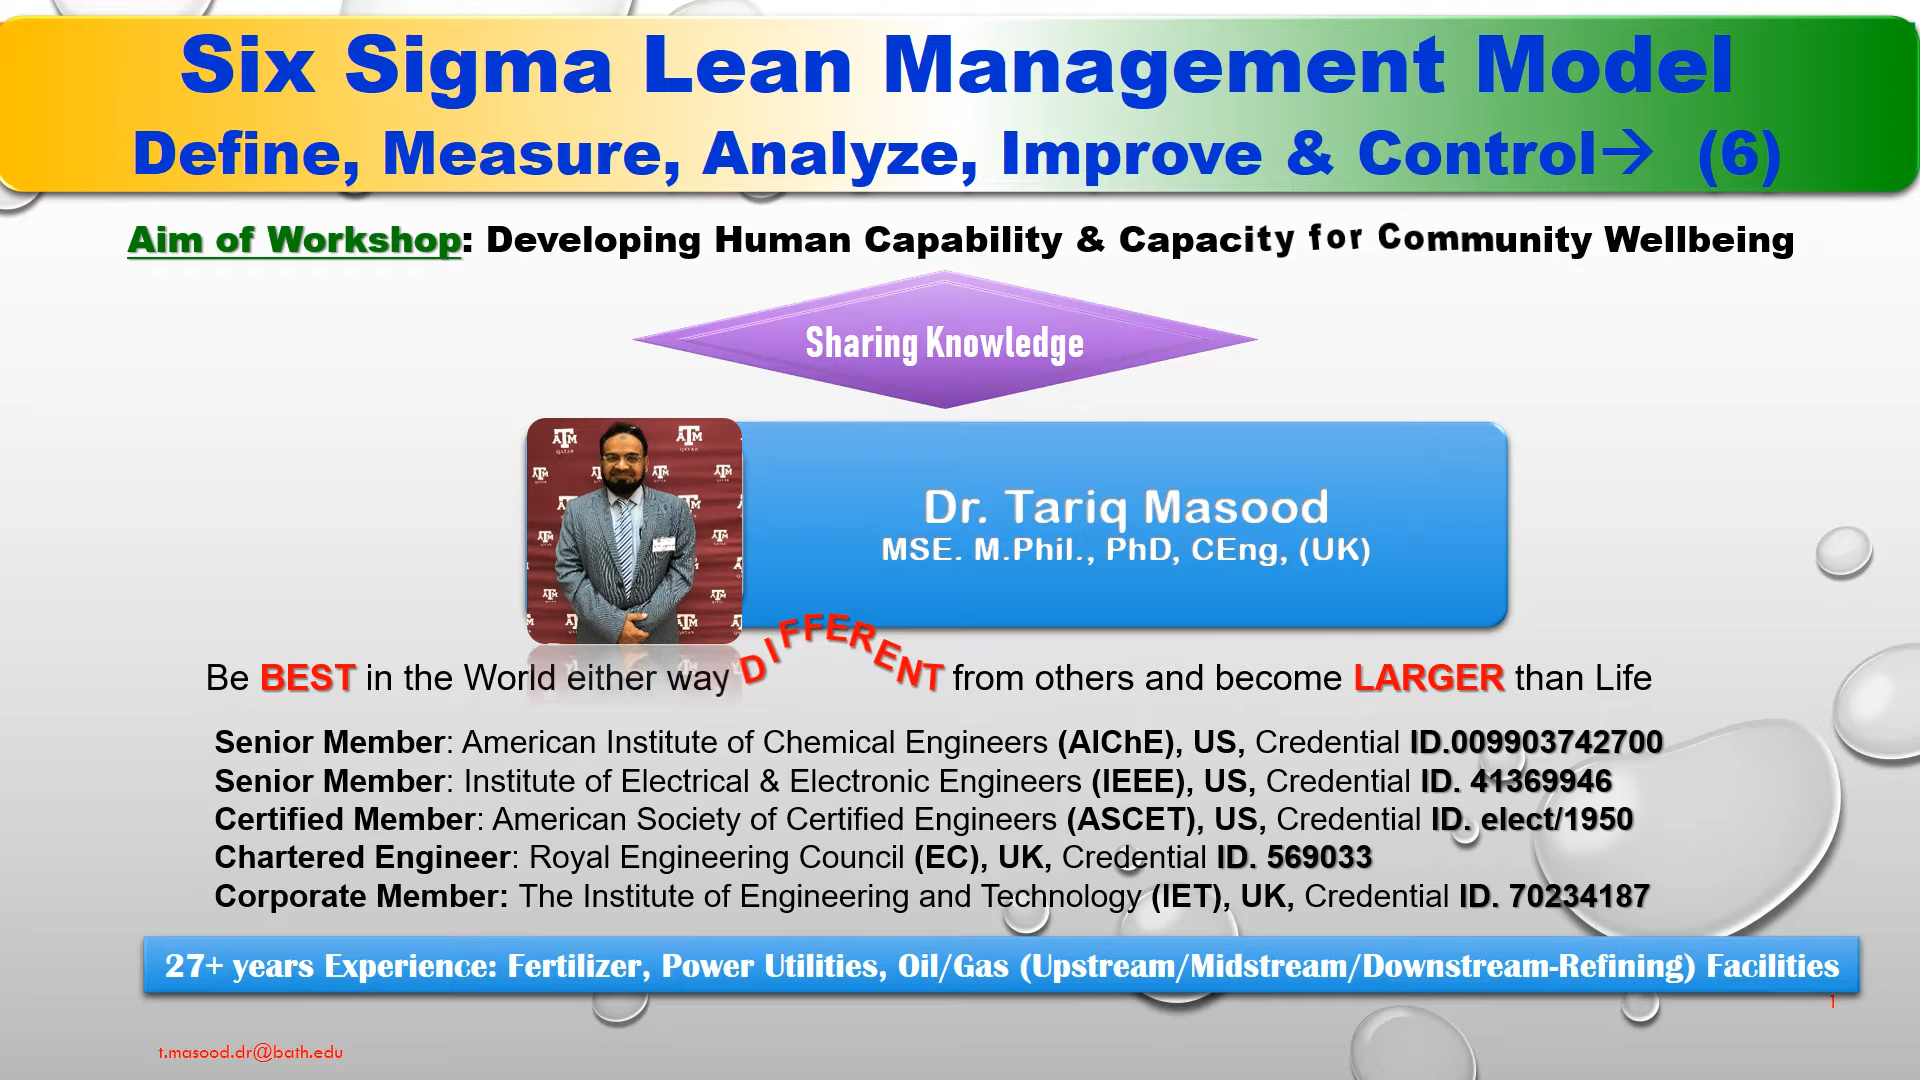 Six Sigma Lean Management Model
Define, Measure, Analyze, Improve & Control→ (6)
Aim of Workshop: Developing Human Capability & Capacity for Community Wellbeing
Sharing Knowledge
ATM
QATAR
Dr. Tariq Masood
MSE. M.Phil., PhD, CEng, (UK)
Be BEST in the World either way DIFFERENT from others and become LARGER than Life
Senior Member: American Institute of Chemical Engineers (AIChE), US, Credential ID.009903742700
Senior Member: Institute of Electrical & Electronic Engineers (IEEE), US, Credential ID. 41369946
Certified Member: American Society of Certified Engineers (ASCET), US, Credential ID. elect/1950
Chartered Engineer: Royal Engineering Council (EC), UK, Credential ID. 569033
Corporate Member: The Institute of Engineering and Technology (IET), UK, Credential ID. 70234187
27+ years Experience: Fertilizer, Power Utilities, Oil/Gas (Upstream/Midstream/Downstream-Refining) Facilities
1
t.masood.dr@bath.edu